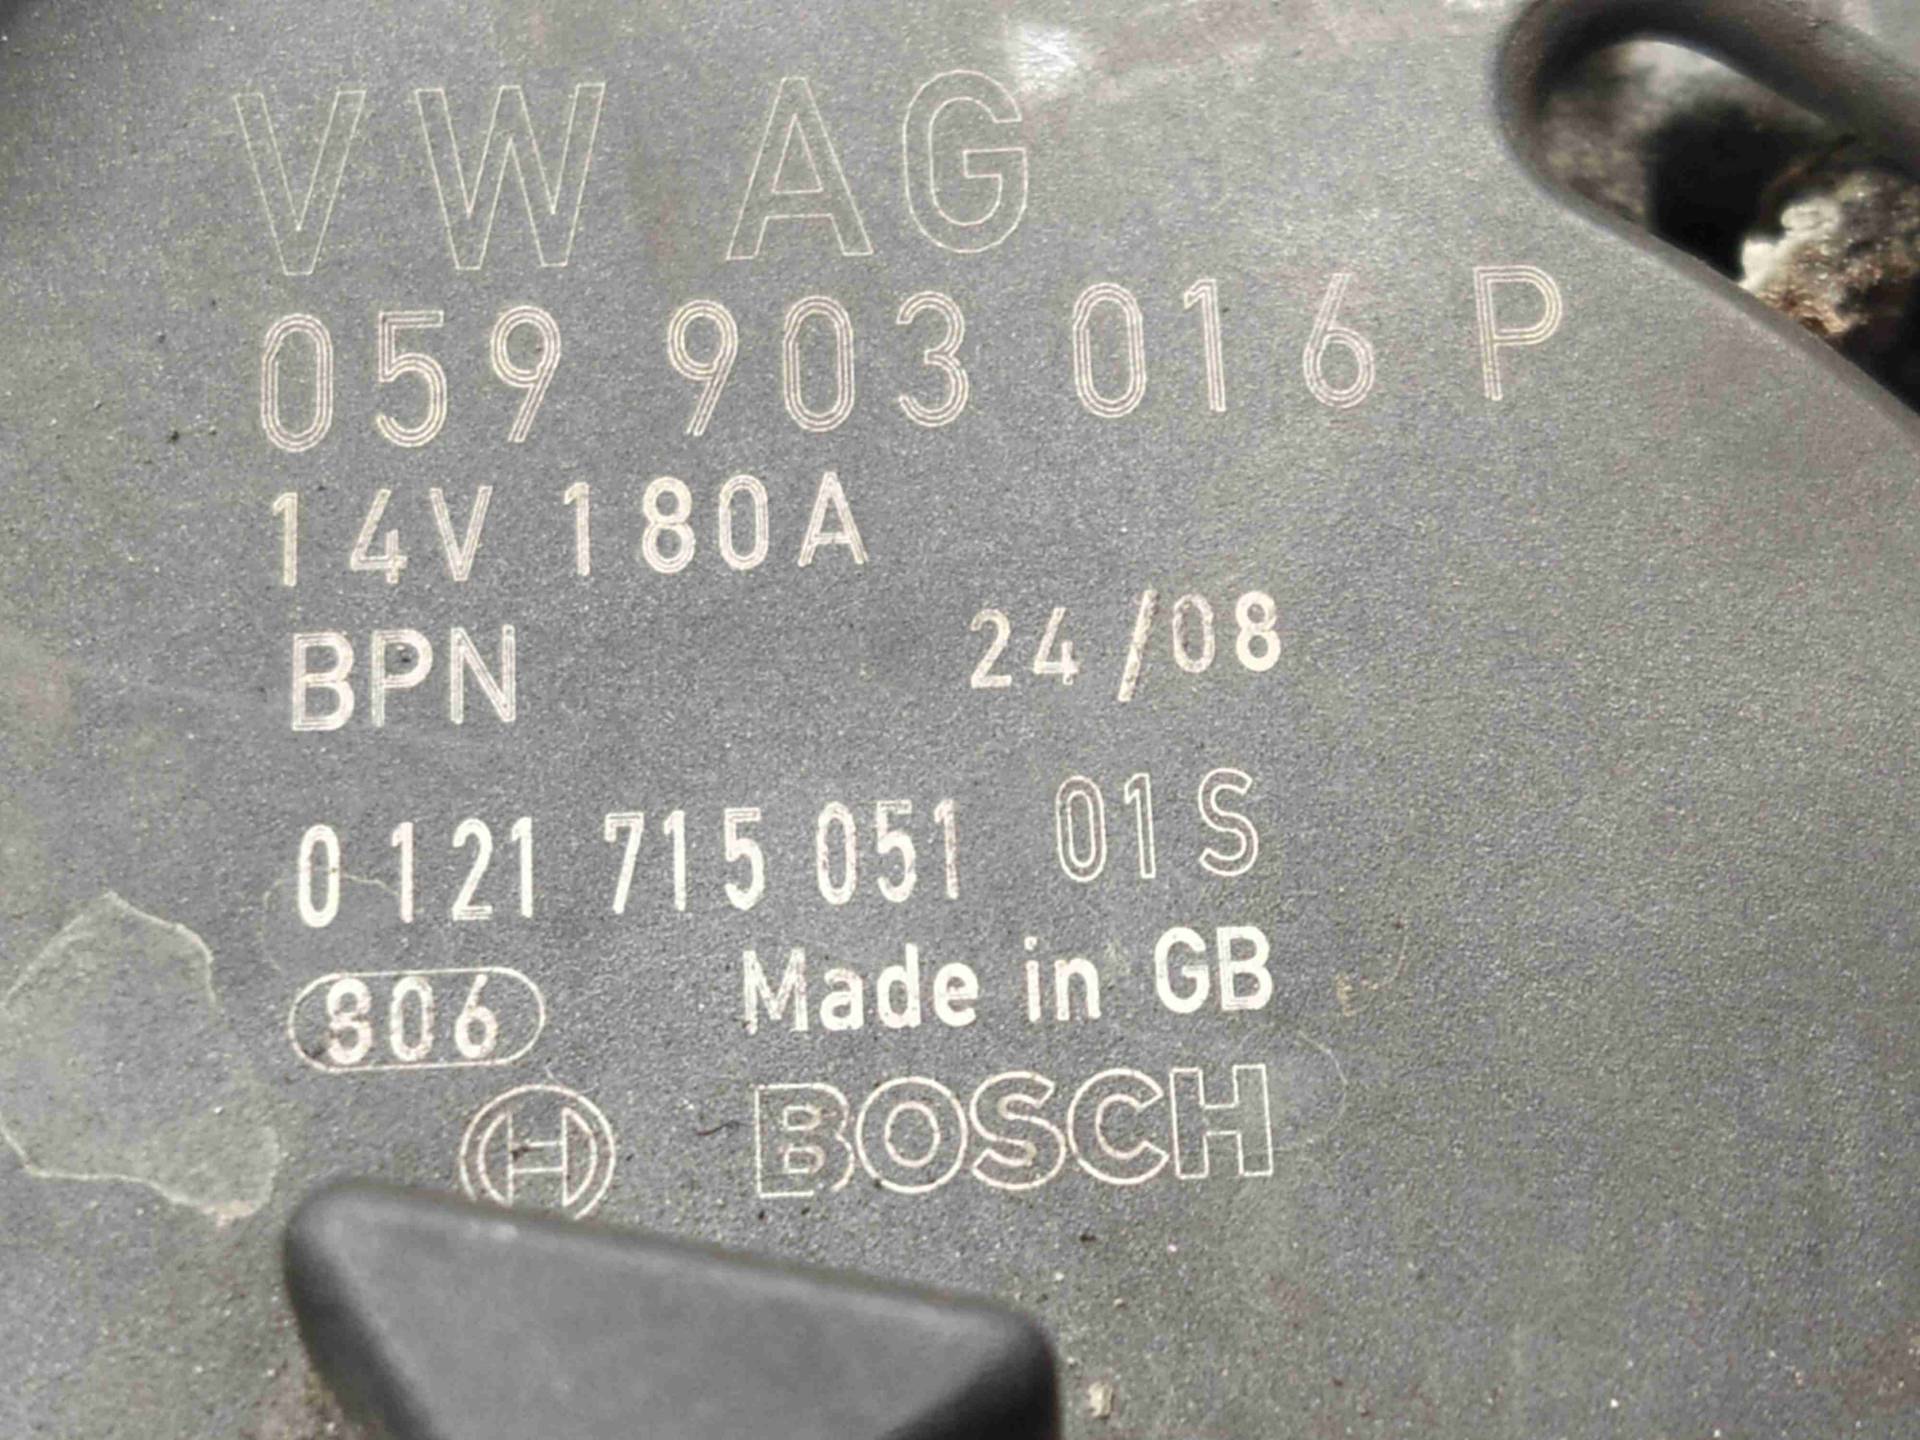 VW AG
059 903 016 P
14V 180A
BPN 24/08
0 121 715 051 01S
Made in GB
806
BOSCH